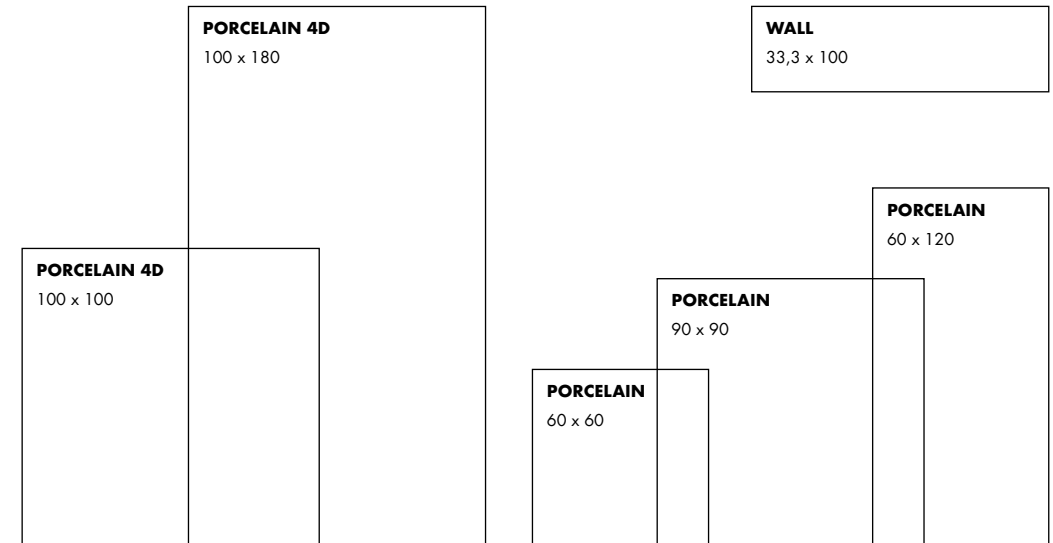 PORCELAIN 4D
100 x 180
PORCELAIN 4D
100 x 100
WALL
33,3 x 100
PORCELAIN
60 x 120
PORCELAIN
90 x 90
PORCELAIN
60 x 60